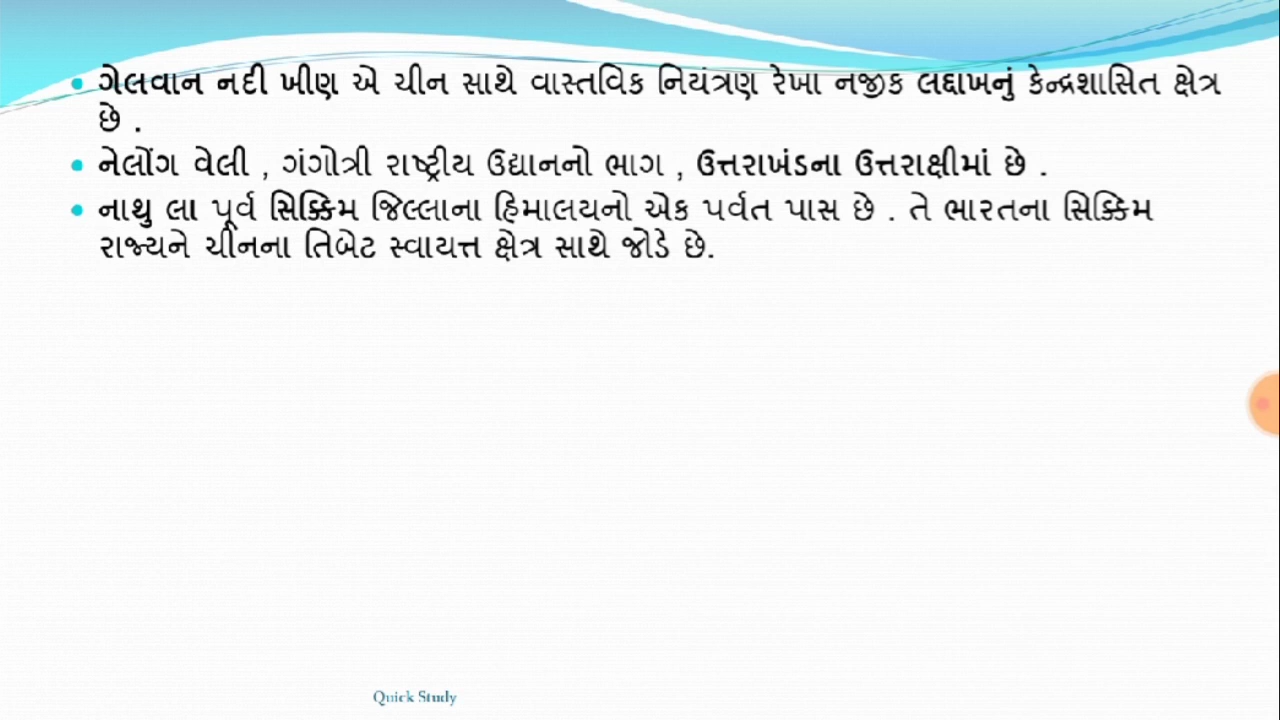 ગેલવાન નદી ખીણ એ ચીન સાથે વાસ્તવિક નિયંત્રણ રેખા નજીક લદ્દાખનું કેન્દ્રશાસિત ક્ષેત્ર
છે .
નેલોંગ વેલી , ગંગોત્રી રાષ્ટ્રીય ઉદ્યાનનો ભાગ , ઉત્તરાખંડના ઉત્તરાક્ષીમાં છે .
નાથુ લા પૂર્વ સિક્કિમ જિલ્લાના હિમાલયનો એક પર્વત પાસ છે . તે ભારતના સિક્કિમ
રાજ્યને ચીનના તિબેટ સ્વાયત્ત ક્ષેત્ર સાથે જોડે છે.
Quick Study